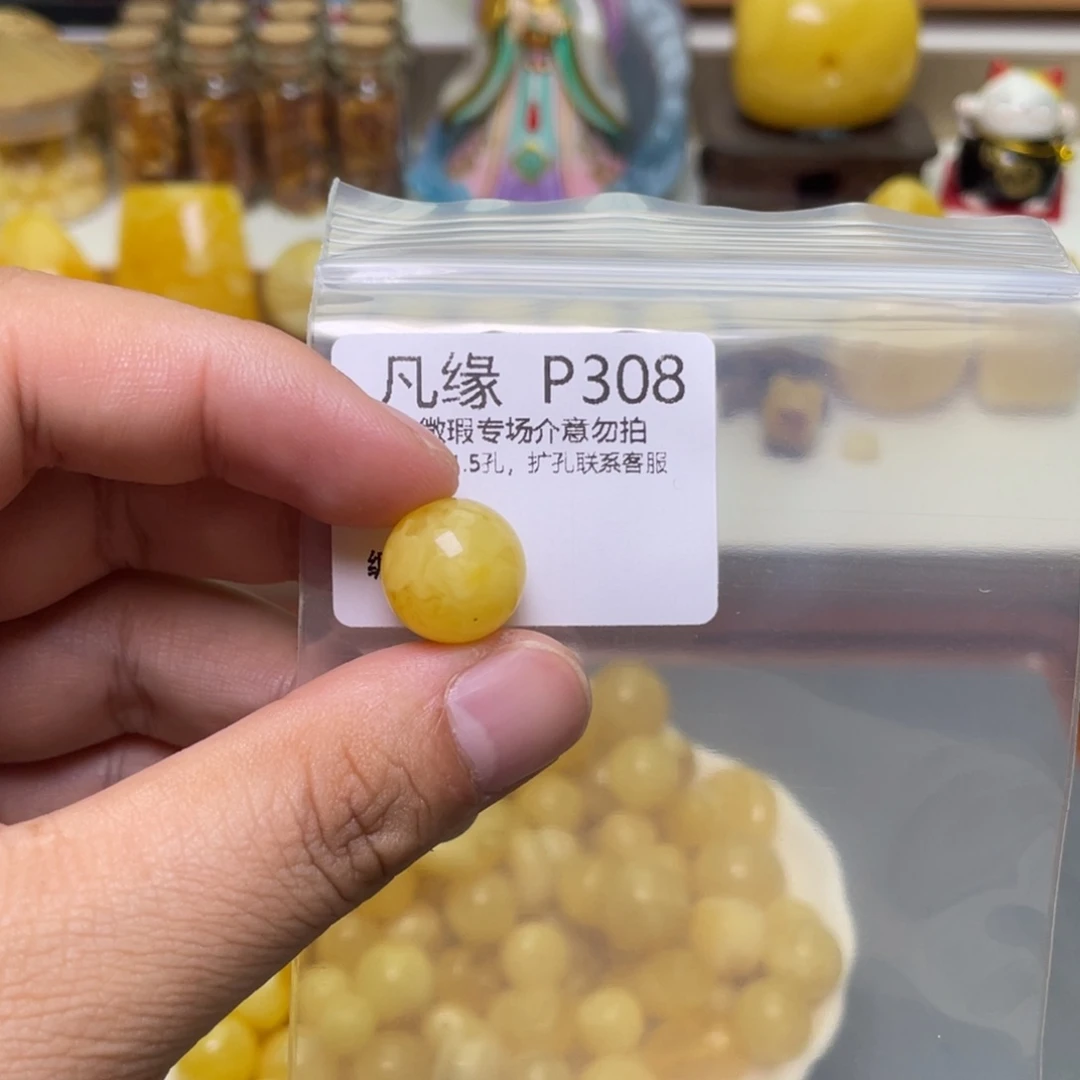 凡缘 P308
微瑕专场介意勿拍
.5孔，扩孔联系客服